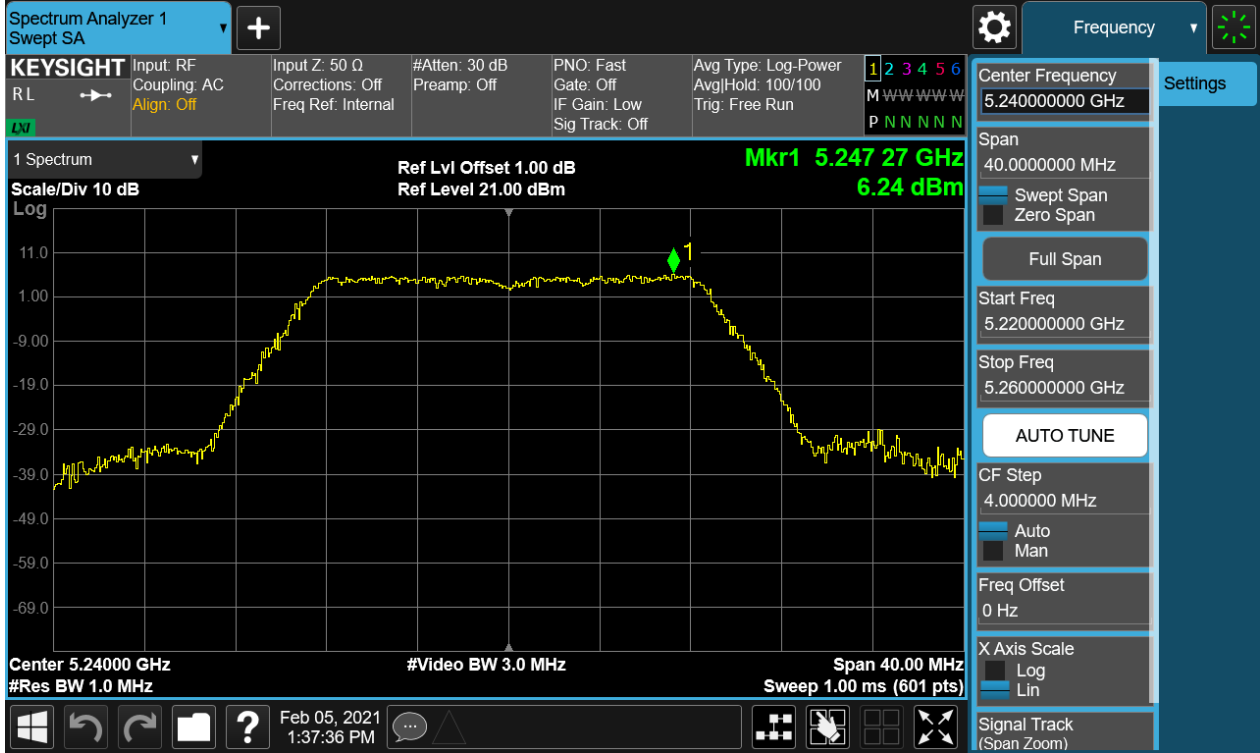 Spectrum Analyzer 1
Swept SA
+
Frequency
KEYSIGHT
R L
LXI
Input: RF
Coupling: AC
Align: Off
Input Z: 50 Ω
Corrections: Off
Freq Ref: Internal
#Atten: 30 dB
Preamp: Off
PNO: Fast
Gate: Off
IF Gain: Low
Sig Track: Off
Avg Type: Log-Power
Avg|Hold: 100/100
Trig: Free Run
1 2 3 4 5 6
M W W W W W W
P N N N N N
1 Spectrum
Scale/Div 10 dB
Log
Ref Lvl Offset 1.00 dB
Ref Level 21.00 dBm
Mkr1 5.247 27 GHz
6.24 dBm
1
11.0
1.00
-9.00
-19.0
-29.0
-39.0
-49.0
-59.0
-69.0
Center 5.24000 GHz
#Res BW 1.0 MHz
#Video BW 3.0 MHz
Span 40.00 MHz
Sweep 1.00 ms (601 pts)
?
Feb 05, 2021
1:37:36 PM
Center Frequency
5.240000000 GHz
Span
40.0000000 MHz
Swept Span
Zero Span
Full Span
Start Freq
5.220000000 GHz
Stop Freq
5.260000000 GHz
AUTO TUNE
CF Step
4.000000 MHz
Auto
Man
Freq Offset
0 Hz
X Axis Scale
Log
Lin
Signal Track
(Span Zoom)
Settings